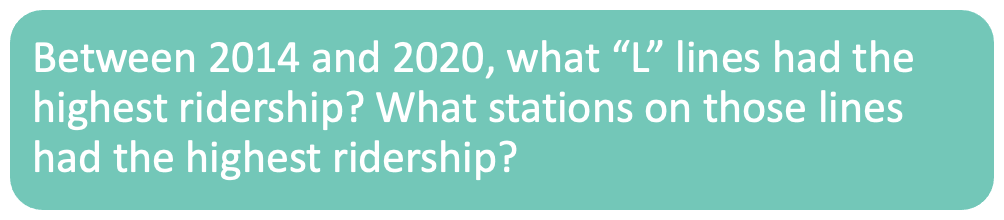 Between 2014 and 2020, what “L” lines had the
highest ridership? What stations on those lines
had the highest ridership?